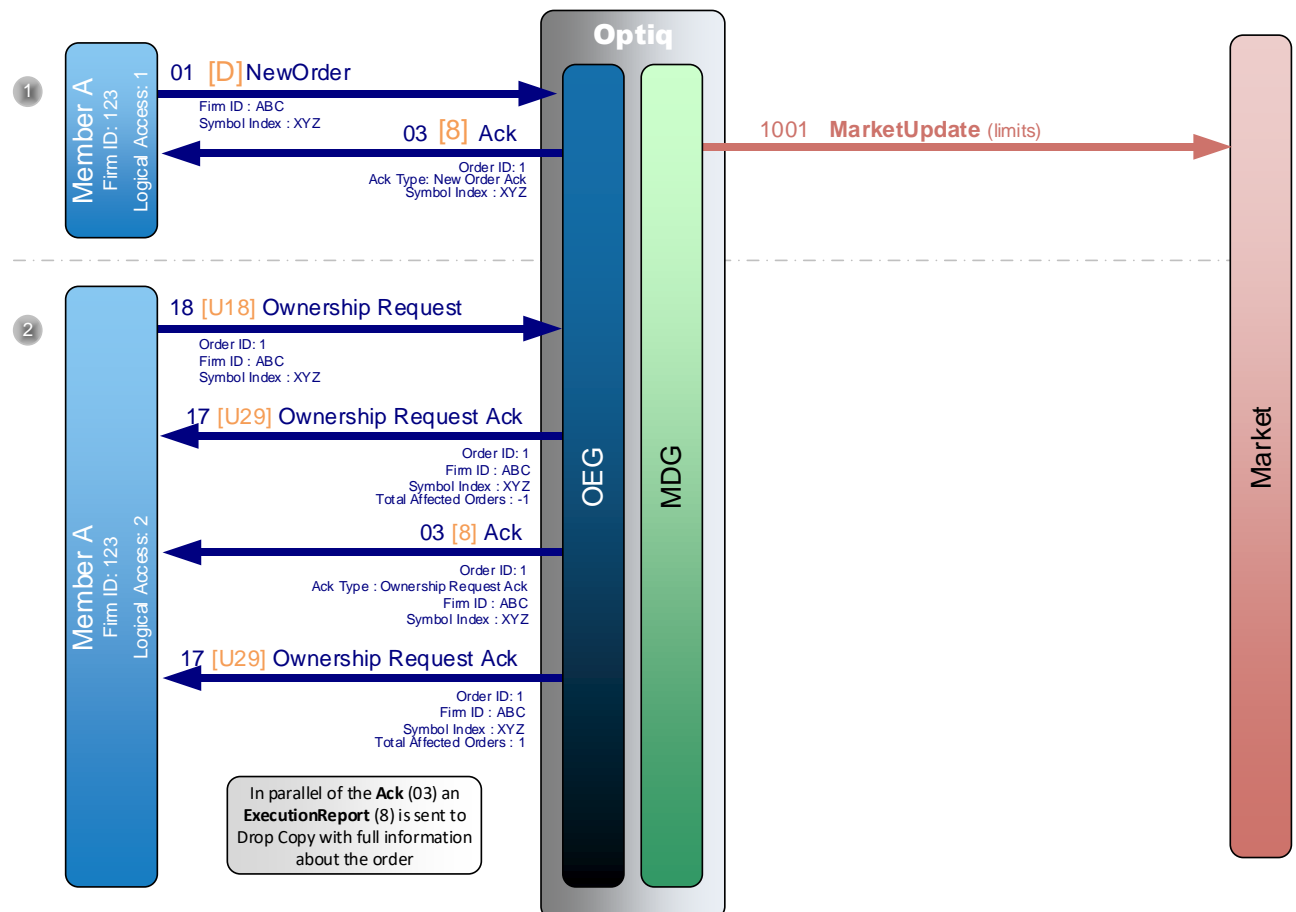 Optiq
1
Member A
Firm ID: 123
Logical Access: 1
01 [D]NewOrder
Firm ID : ABC
Symbol Index : XYZ
03 [8] Ack
Order ID: 1
Ack Type: New Order Ack
Symbol Index : XYZ
1001 MarketUpdate (limits)
2
Member A
Firm ID: 123
Logical Access: 2
18 [U18] Ownership Request
Order ID: 1
Firm ID : ABC
Symbol Index : XYZ
17 [U29] Ownership Request Ack
Order ID: 1
Firm ID : ABC
Symbol Index : XYZ
Total Affected Orders : -1
03 [8] Ack
Order ID: 1
Ack Type : Ownership Request Ack
Firm ID : ABC
Symbol Index : XYZ
17 [U29] Ownership Request Ack
Order ID: 1
Firm ID : ABC
Symbol Index : XYZ
Total Affected Orders : 1
In parallel of the Ack (03) an
ExecutionReport (8) is sent to
Drop Copy with full information
about the order
OEG
MDG
Market